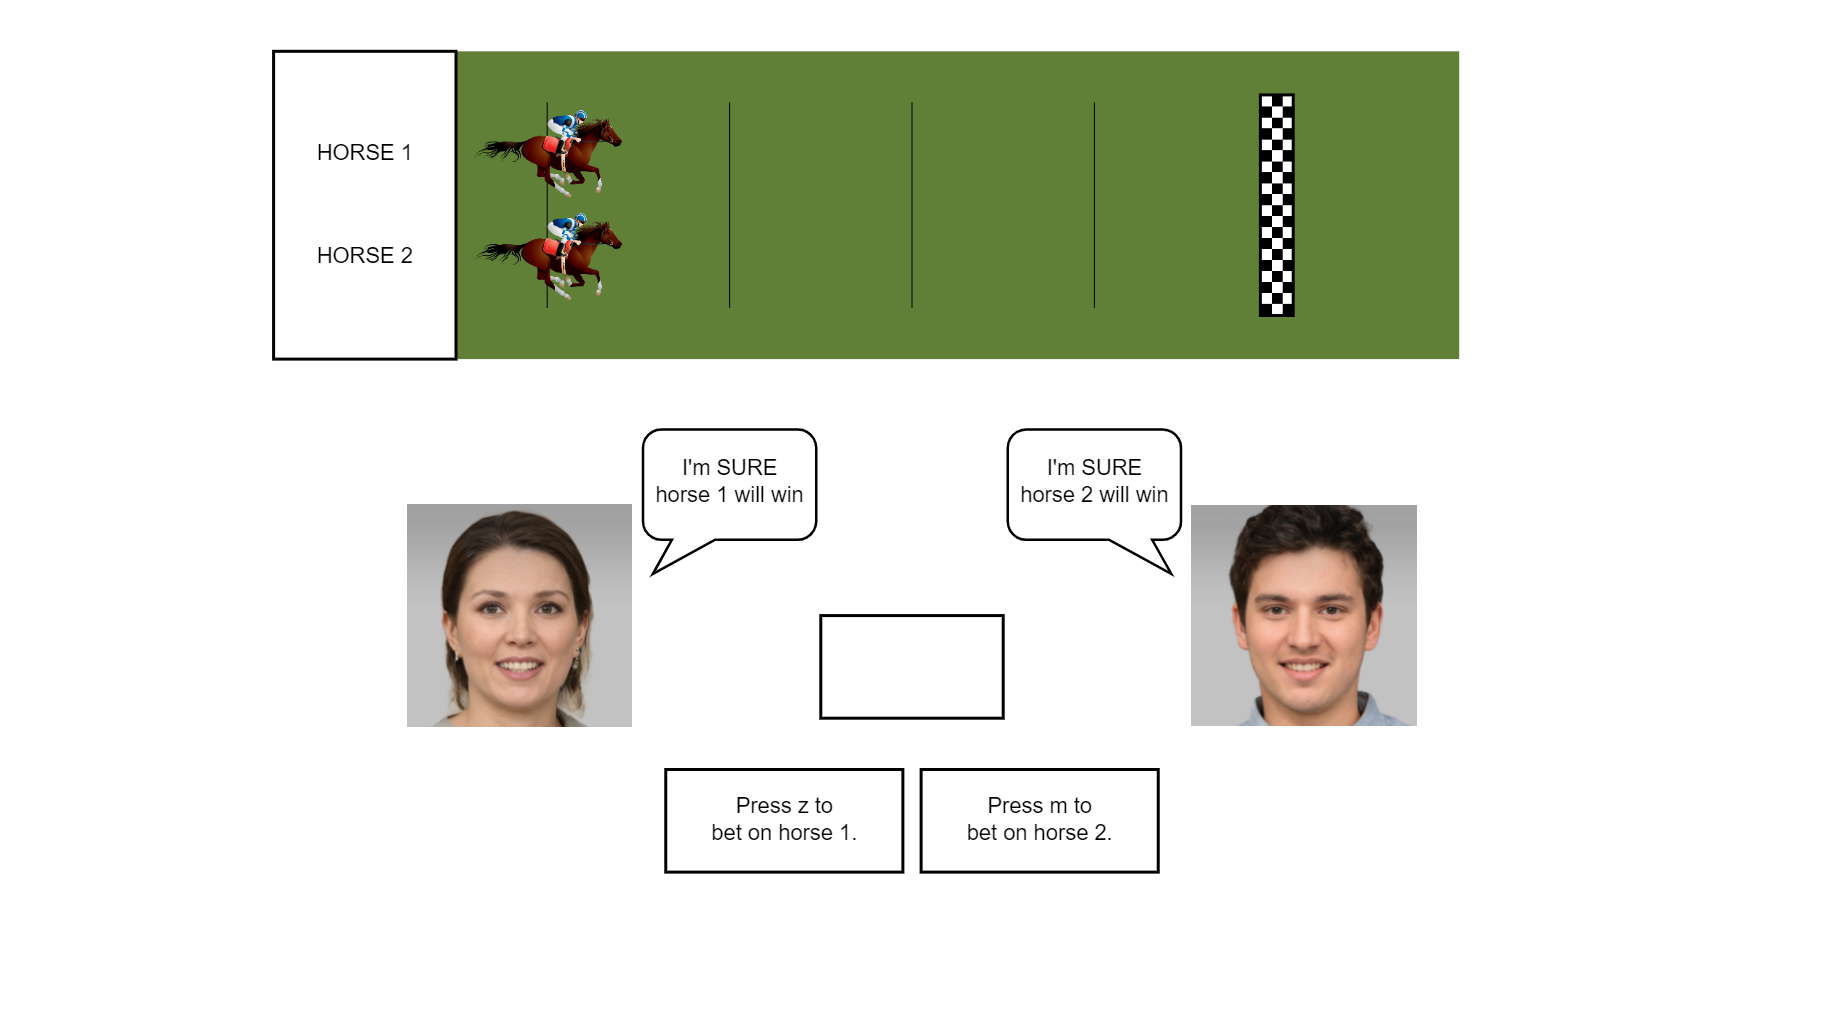 HORSE 1
HORSE 2
I'm SURE
horse 1 will win
I'm SURE
horse 2 will win
Press z to
bet on horse 1.
Press m to
bet on horse 2.